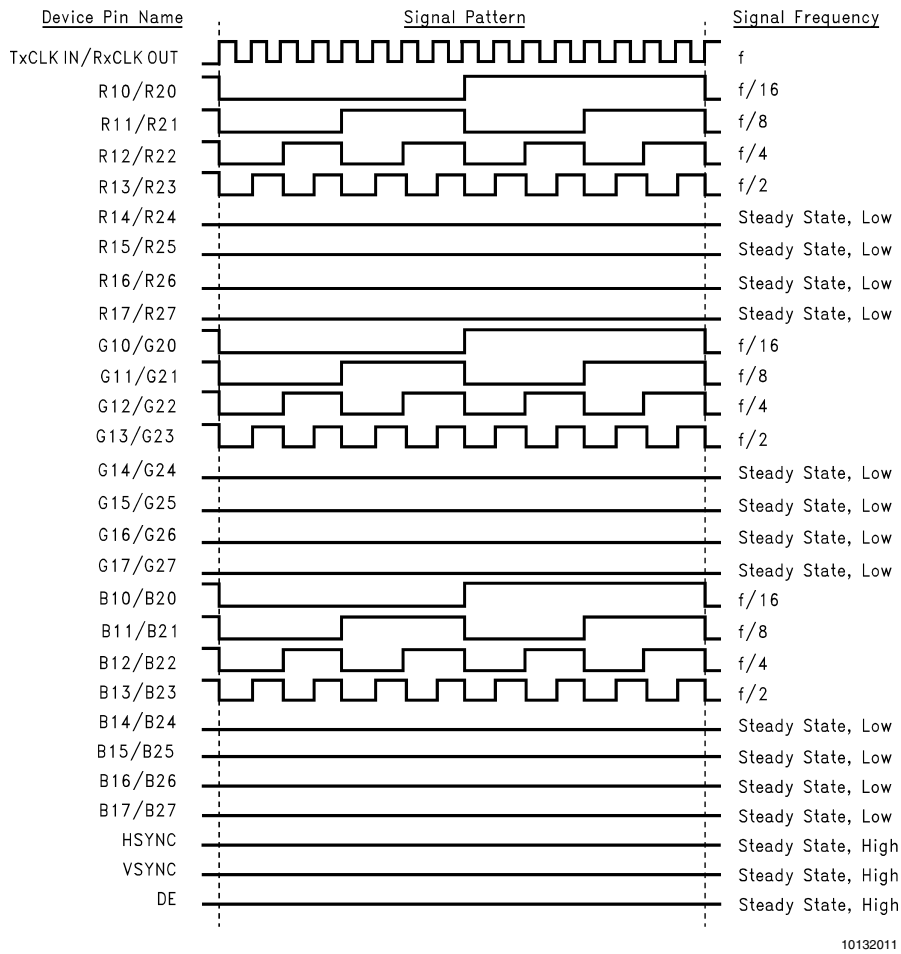 Device Pin Name Signal Pattern Signal Frequency
TxCLK IN/RxCLK OUT f
R10/R20 f/16
R11/R21 f/8
R12/R22 f/4
R13/R23 f/2
R14/R24 Steady State, Low
R15/R25 Steady State, Low
R16/R26 Steady State, Low
R17/R27 Steady State, Low
G10/G20 f/16
G11/G21 f/8
G12/G22 f/4
G13/G23 f/2
G14/G24 Steady State, Low
G15/G25 Steady State, Low
G16/G26 Steady State, Low
G17/G27 Steady State, Low
B10/B20 f/16
B11/B21 f/8
B12/B22 f/4
B13/B23 f/2
B14/B24 Steady State, Low
B15/B25 Steady State, Low
B16/B26 Steady State, Low
B17/B27 Steady State, Low
HSYNC Steady State, High
VSYNC Steady State, High
DE Steady State, High
10132011